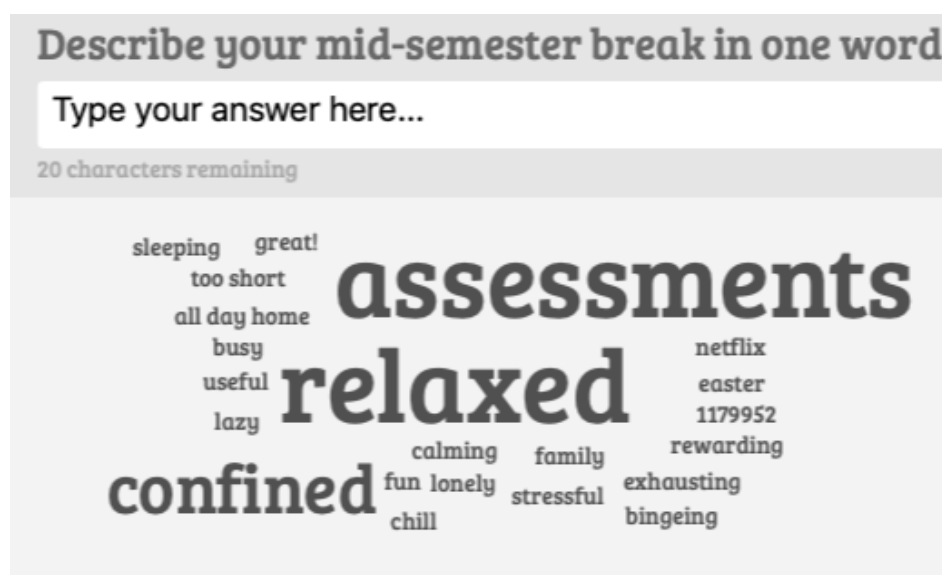 Describe your mid-semester break in one word
Type your answer here...
20 characters remaining
sleeping
great!
too short
assessments
all day home
busy
netflix
useful
relaxed
easter
lazy
1179952
calming
family
rewarding
confined
fun
lonely
stressful
exhausting
chill
bingeing